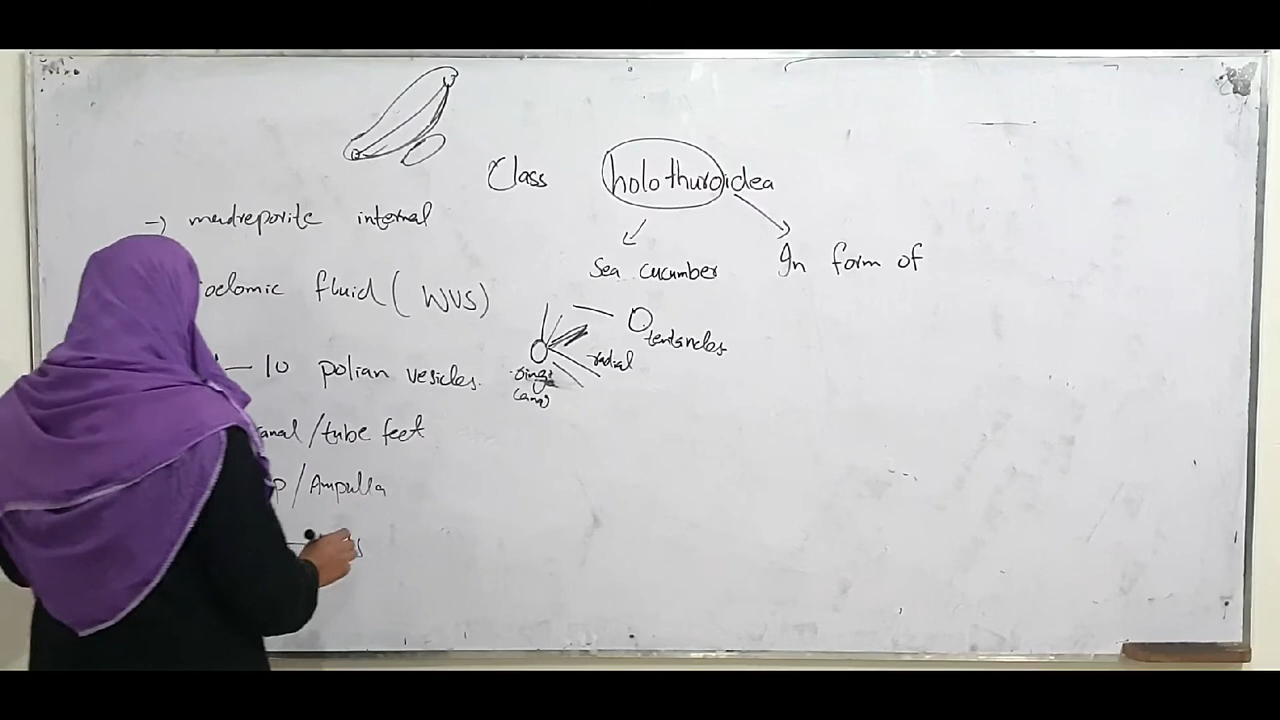 Class holothuroidea
→ madreporite internal
Sea cucumber
In form of
oelomic fluid ( WVS)
tentancles
radial
— 10 polian vesicles.
ring
canal
anal /tube feet
p / Ampulla
s